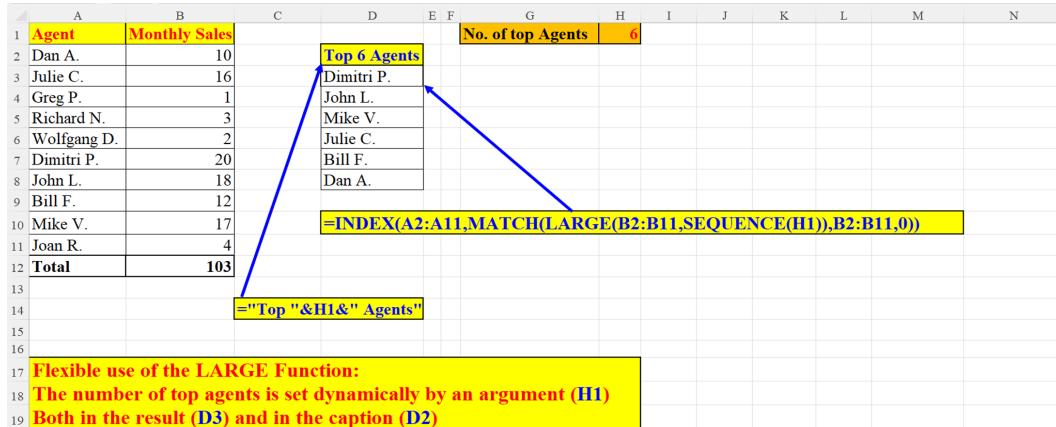 A B C D E F G H I J K L M N
1 Agent Monthly Sales No. of top Agents 6
2 Dan A. 10 Top 6 Agents
3 Julie C. 16 Dimitri P.
4 Greg P. 1 John L.
5 Richard N. 3 Mike V.
6 Wolfgang D. 2 Julie C.
7 Dimitri P. 20 Bill F.
8 John L. 18 Dan A.
9 Bill F. 12
10 Mike V. 17 =INDEX(A2:A11,MATCH(LARGE(B2:B11,SEQUENCE(H1)),B2:B11,0))
11 Joan R. 4
12 Total 103
13
14 ="Top "&H1&" Agents"
15
16
17 Flexible use of the LARGE Function:
18 The number of top agents is set dynamically by an argument (H1)
19 Both in the result (D3) and in the caption (D2)